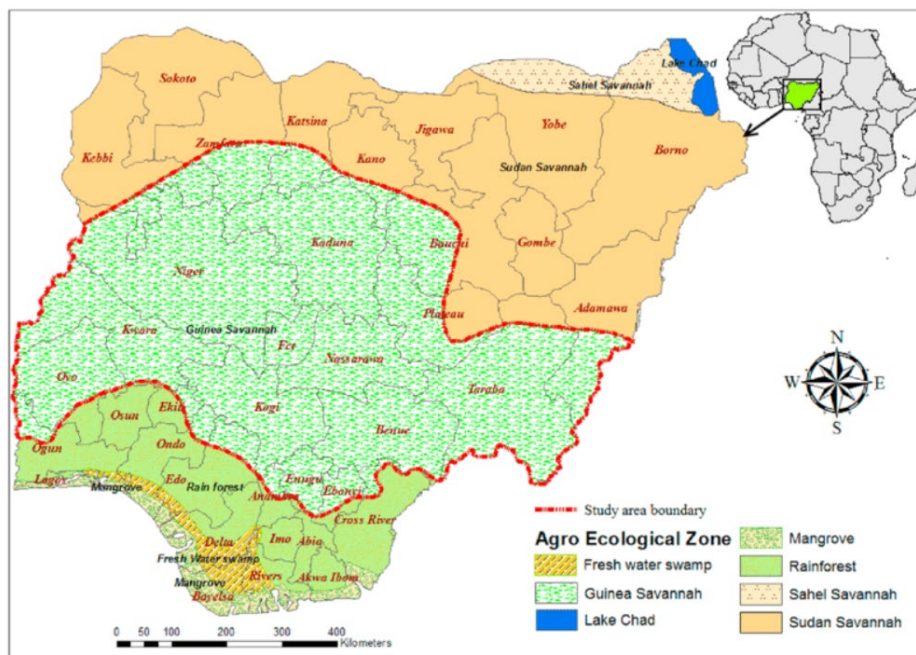 Sokoto
Lake Chad
Sahel Savannah
Katsina
Jigawa
Yobe
Zamfara
Kebbi
Kano
Borno
Sudan Savannah
Kaduna
Bauchi
Gombe
Niger
Adamawa
Plateau
Kwara
Guinea Savannah
Fct
Nassarawa
Oyo
Taraba
Kogi
Ekiti
Osun
Benue
Ogun
Ondo
Enugu
Lagos
Edo
Ebonyi
Mangrove
Rain forest
Anambra
Cross River
Delta
Imo
Abia
Fresh Water swamp
Mangrove
Rivers
Akwa Ibom
Bayelsa
N
W E
S
Study area boundary
Agro Ecological Zone
Fresh water swamp
Guinea Savannah
Lake Chad
Mangrove
Rainforest
Sahel Savannah
Sudan Savannah
0 50 100 200 300 400
Kilometers